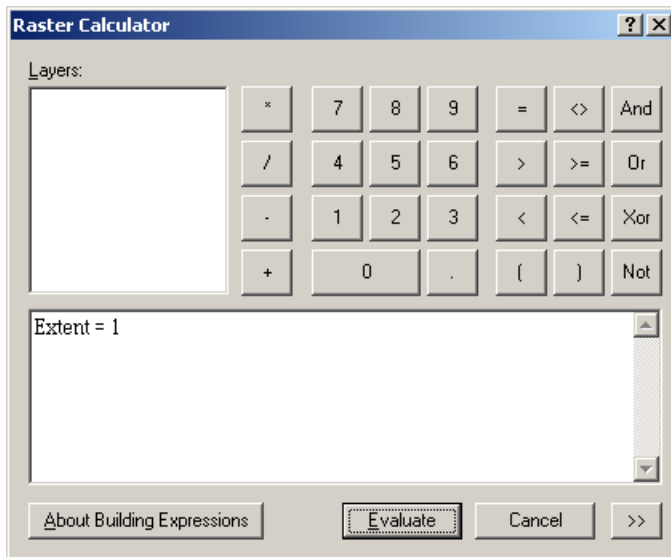 Raster Calculator ? X
Layers:
* 7 8 9 = <> And
/ 4 5 6 > >= Or
- 1 2 3 < <= Xor
+ 0 . ( ) Not
Extent = 1
About Building Expressions Evaluate Cancel >>